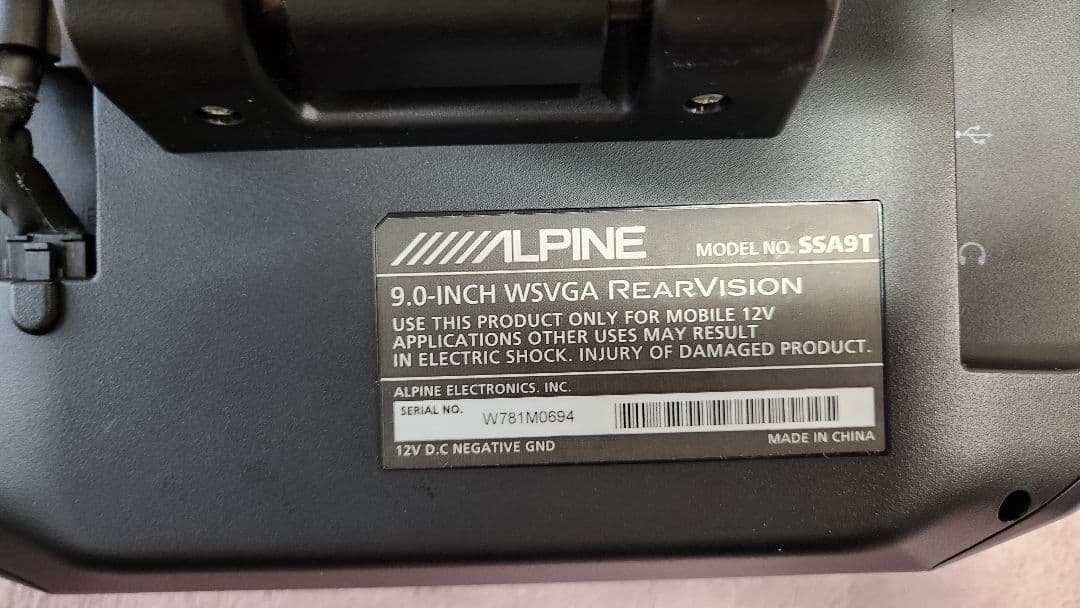 ALPINE
MODEL NO. SSA9T
9.0-INCH WSVGA REARVISION
USE THIS PRODUCT ONLY FOR MOBILE 12V
APPLICATIONS OTHER USES MAY RESULT
IN ELECTRIC SHOCK. INJURY OF DAMAGED PRODUCT.
ALPINE ELECTRONICS. INC.
SERIAL NO.
W781M0694
12V D.C NEGATIVE GND
MADE IN CHINA